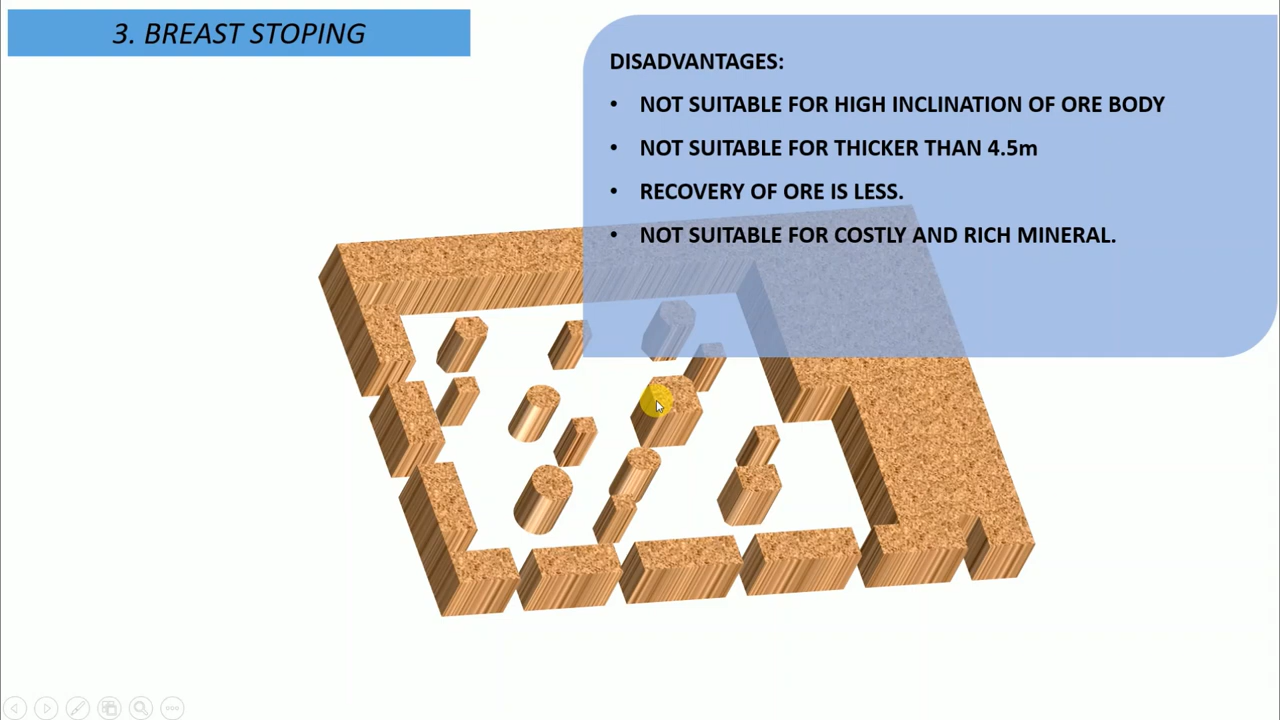 3. BREAST STOPING
DISADVANTAGES:
• NOT SUITABLE FOR HIGH INCLINATION OF ORE BODY
• NOT SUITABLE FOR THICKER THAN 4.5m
• RECOVERY OF ORE IS LESS.
• NOT SUITABLE FOR COSTLY AND RICH MINERAL.